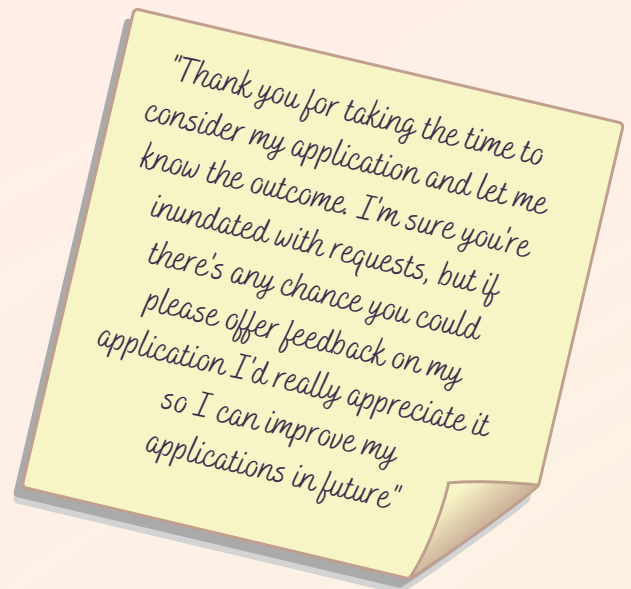 "Thank you for taking the time to
consider my application and let me
know the outcome. I'm sure you're
inundated with requests, but if
there's any chance you could
please offer feedback on my
application I'd really appreciate it
so I can improve my
applications in future"